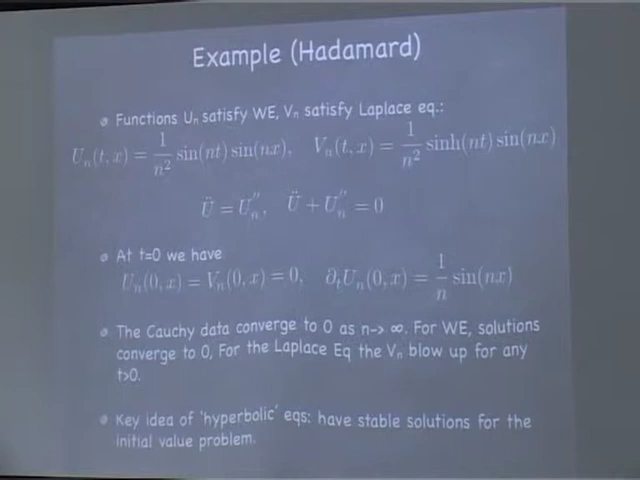 Example (Hadamard)
Functions Uₙ satisfy WE, Vₙ satisfy Laplace eq.:
Uₙ(t, x) = 1/n² sin(nt) sin(nx), Vₙ(t, x) = 1/n² sinh(nt) sin(nx)
Ü = Uₙ″, Ü + Uₙ″ = 0
At t=0 we have
Uₙ(0, x) = Vₙ(0, x) = 0, ∂ₜUₙ(0, x) = 1/n sin(nx)
The Cauchy data converge to 0 as n-> ∞. For WE, solutions
converge to 0, For the Laplace Eq the Vₙ blow up for any
t>0.
Key idea of 'hyperbolic' eqs: have stable solutions for the
initial value problem.